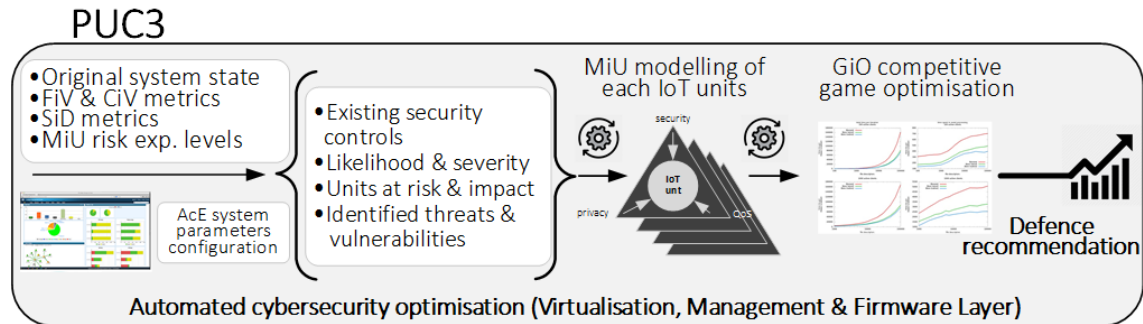 PUC3
•Original system state
•FiV & CiV metrics
•SiD metrics
•MiU risk exp. levels
AcE system
parameters
configuration
•Existing security
controls
•Likelihood & severity
•Units at risk & impact
•Identified threats &
vulnerabilities
MiU modelling of
each IoT units
security
IoT
unt
privacy
QoS
GiO competitive
game optimisation
Defence
recommendation
Automated cybersecurity optimisation (Virtualisation, Management & Firmware Layer)